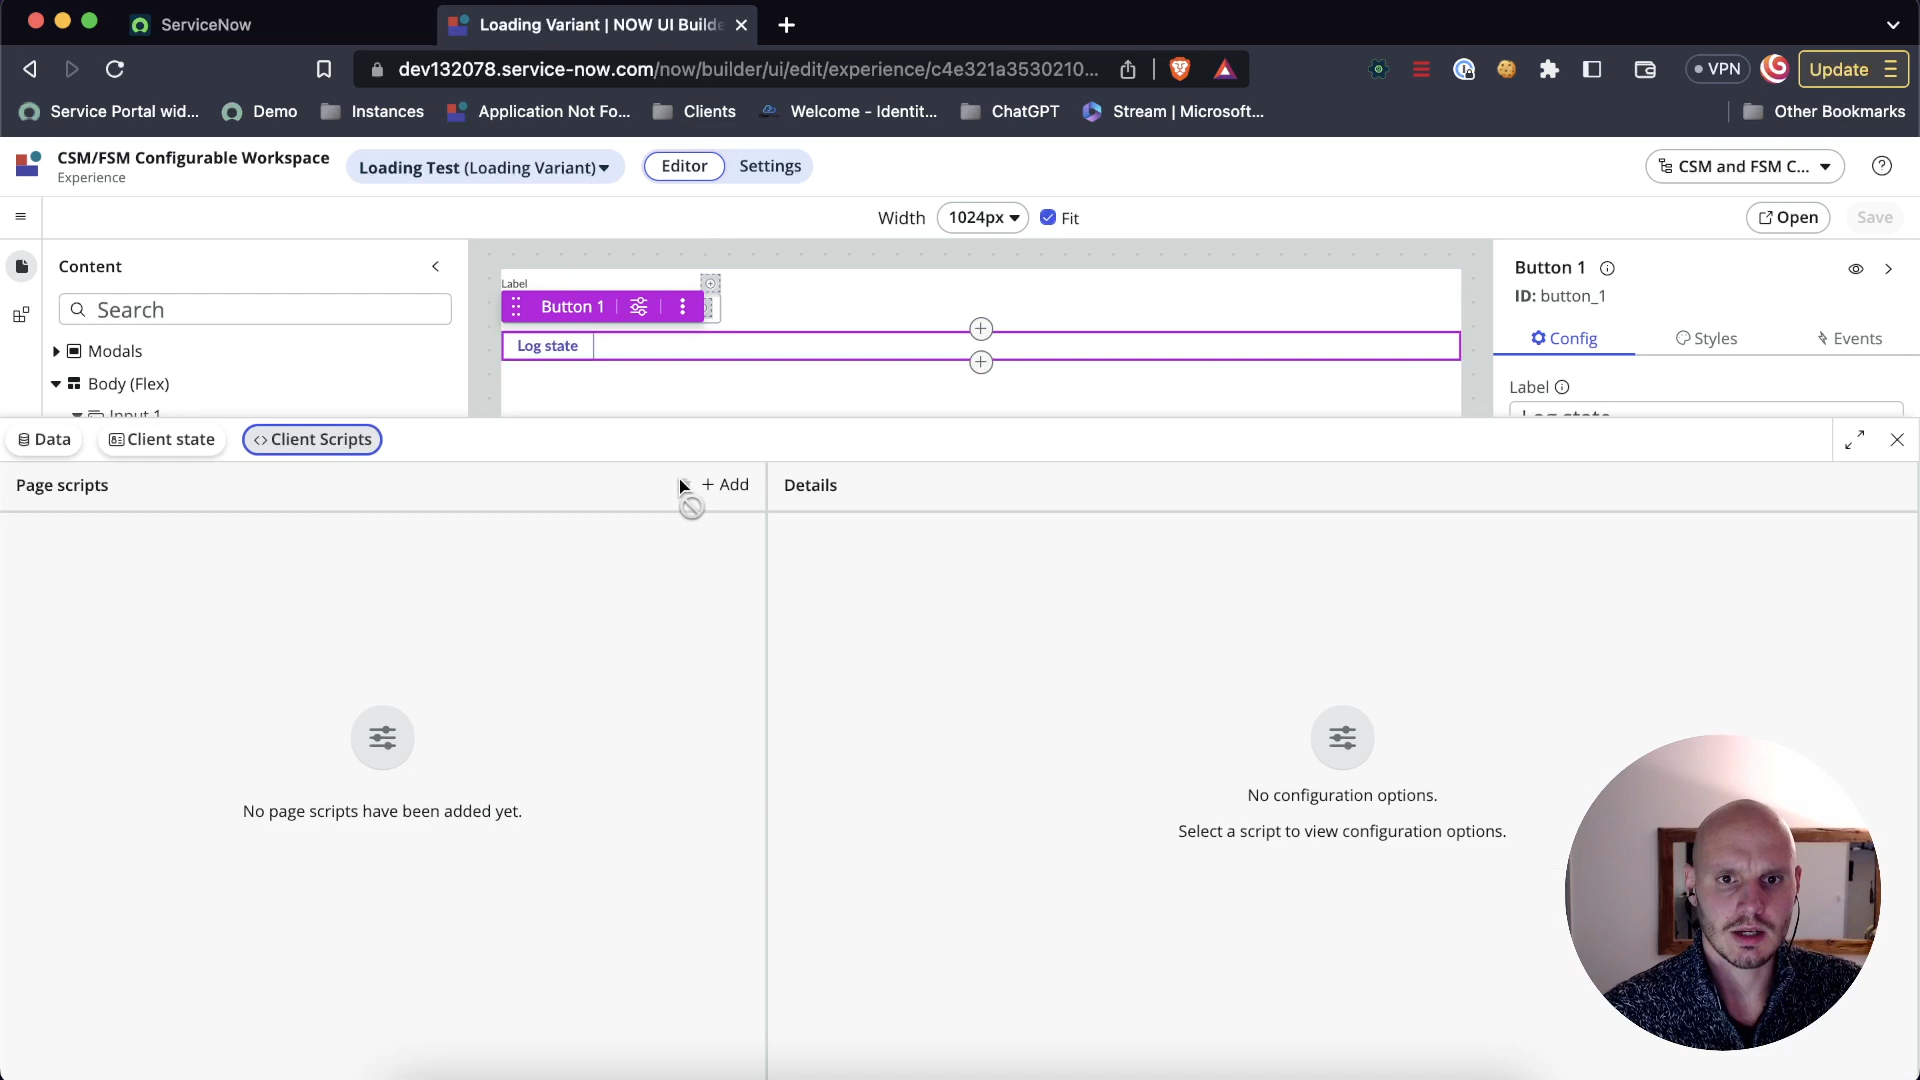 ServiceNow
Loading Variant | NOW UI Builde
dev132078.service-now.com/now/builder/ui/edit/experience/c4e321a3530210...
VPN
Update
Service Portal wid...
Demo
Instances
Application Not Fo...
Clients
Welcome - Identit...
ChatGPT
Stream | Microsoft...
Other Bookmarks
CSM/FSM Configurable Workspace
Experience
Loading Test (Loading Variant)
Editor
Settings
CSM and FSM C...
Width
1024px
Fit
Open
Save
Content
Search
Modals
Body (Flex)
Input 1
Label
Button 1
Log state
Button 1
ID: button_1
Config
Styles
Events
Label
Log state
Data
Client state
Client Scripts
Page scripts
+ Add
Details
No page scripts have been added yet.
No configuration options.
Select a script to view configuration options.